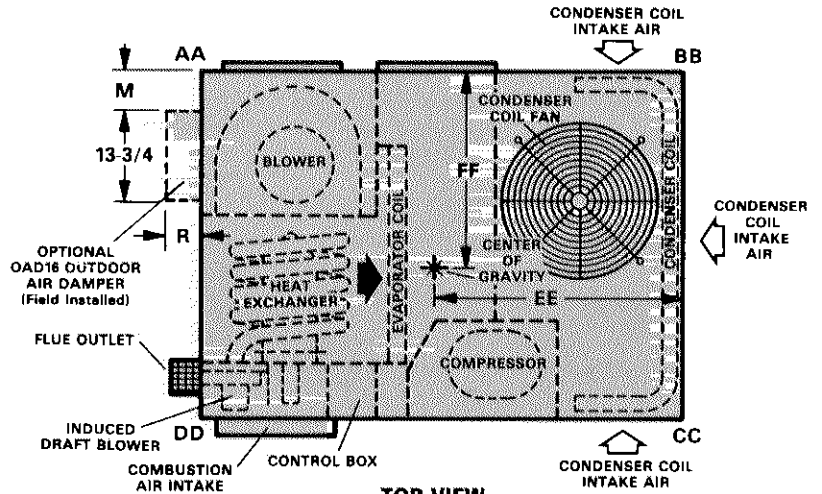 CONDENSER COIL
INTAKE AIR
AA
BB
M
CONDENSER
COIL FAN
13-3/4
BLOWER
FF
EVAPORATOR COIL
CONDENSER COIL
CONDENSER
COIL
INTAKE
AIR
R
OPTIONAL
OAD16 OUTDOOR
AIR DAMPER
(Field Installed)
CENTER
OF
GRAVITY
HEAT
EXCHANGER
EE
FLUE OUTLET
COMPRESSOR
INDUCED
DRAFT BLOWER
DD
CC
COMBUSTION
AIR INTAKE
CONTROL BOX
CONDENSER COIL
INTAKE AIR
TOP VIEW